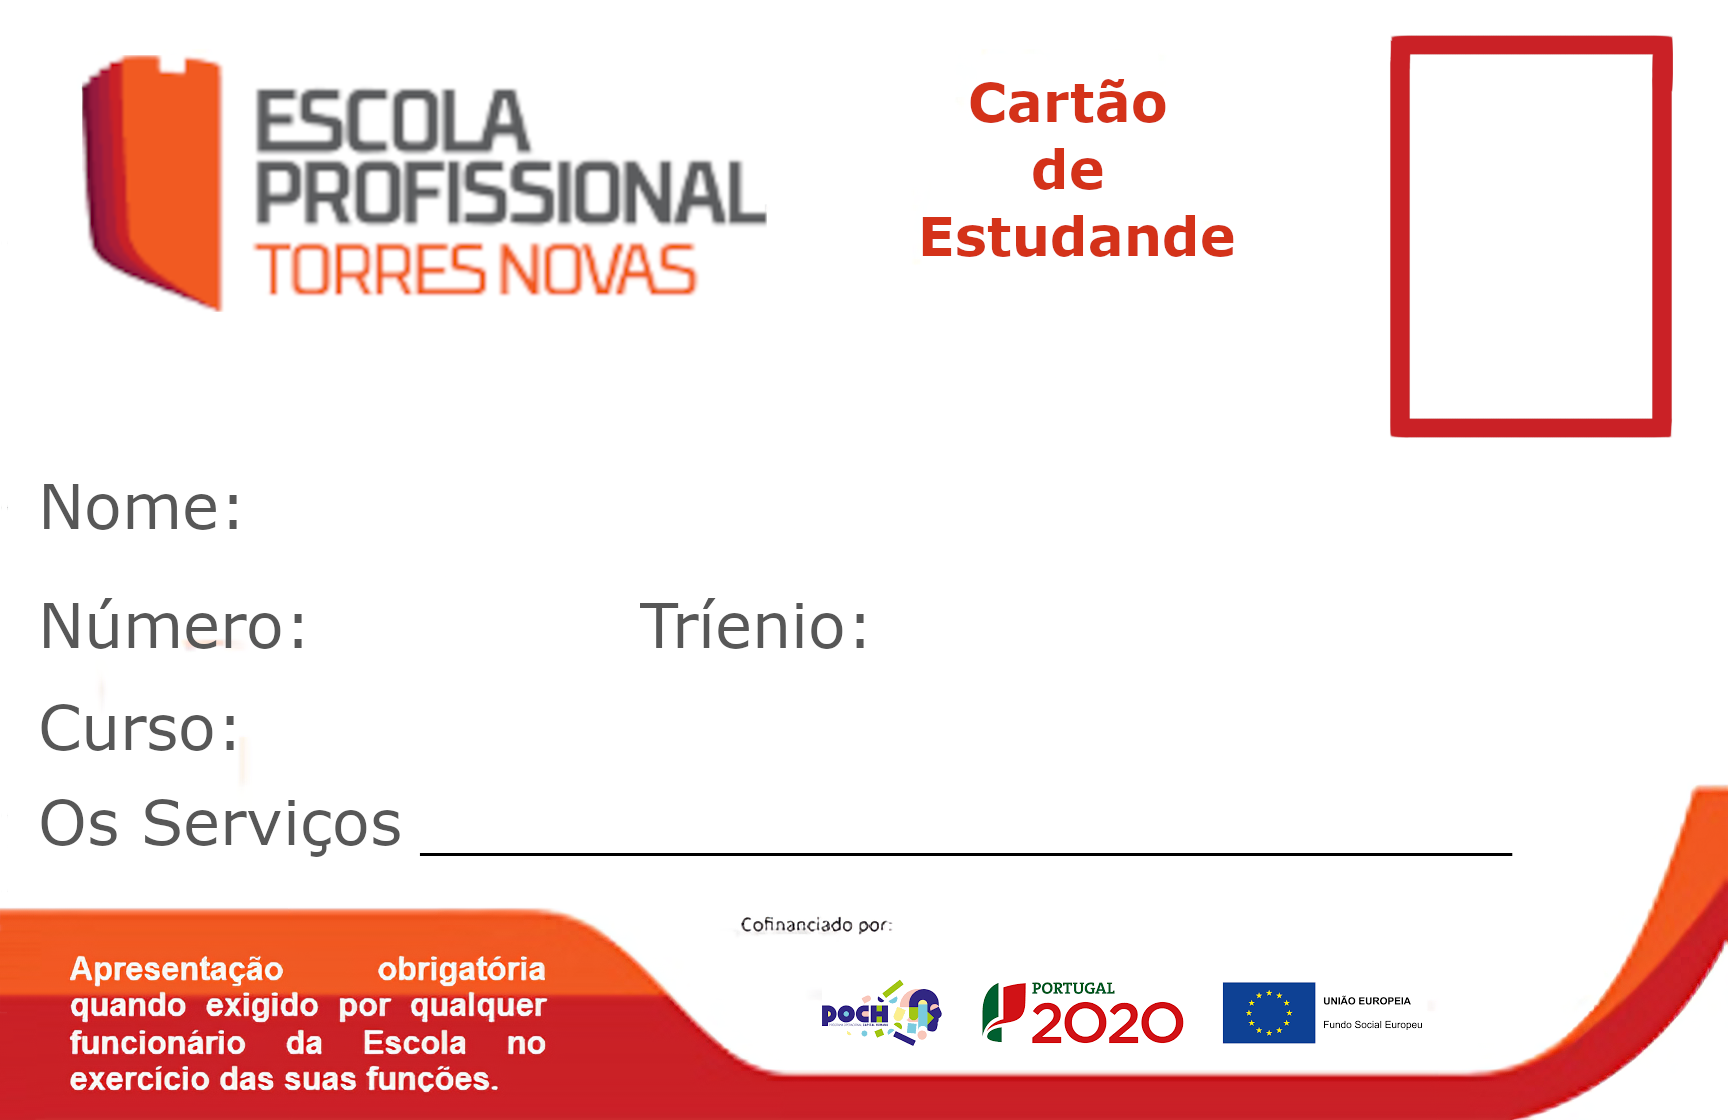 ESCOLA
PROFISSIONAL
TORRES NOVAS
Cartão
de
Estudande
Nome:
Número: Tríenio:
Curso:
Os Serviços
Apresentação obrigatória
quando exigido por qualquer
funcionário da Escola no
exercício das suas funções.
Cofinanciado por:
POCH
PORTUGAL
2020
UNIÃO EUROPEIA
Fundo Social Europeu